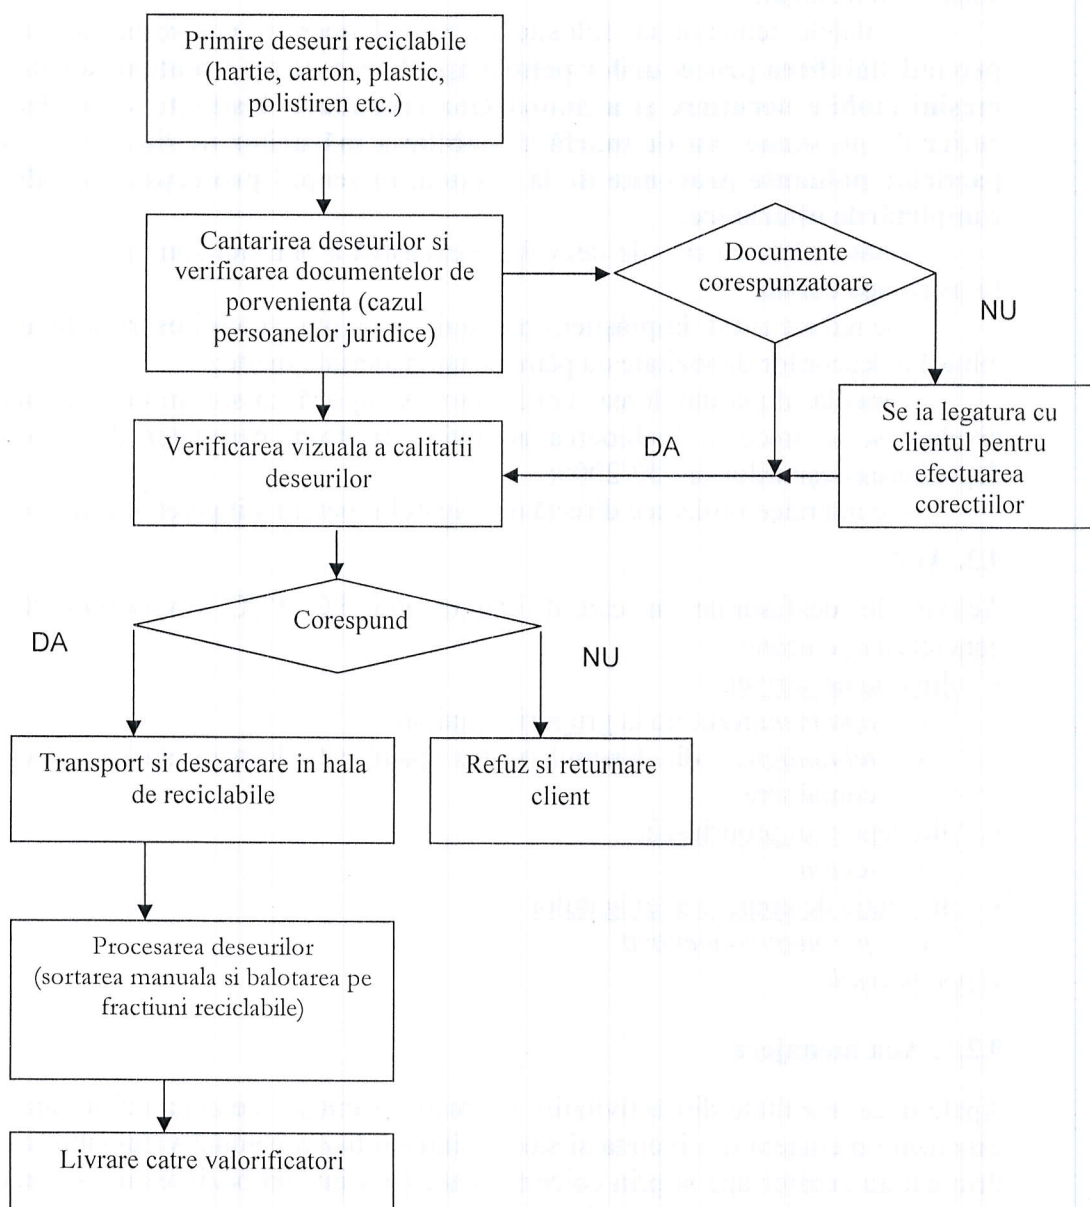 Primire deseuri reciclabile
(hartie, carton, plastic,
polistiren etc.)
Cantarirea deseurilor si
verificarea documentelor de
porvenienta (cazul
persoanelor juridice)
Documente
corespunzatoare
NU
Se ia legatura cu
clientul pentru
efectuarea
corectiilor
DA
Verificarea vizuala a calitatii
deseurilor
Corespund
DA
NU
Transport si descarcare in hala
de reciclabile
Refuz si returnare
client
Procesarea deseurilor
(sortarea manuala si balotarea pe
fractiuni reciclabile)
Livrare catre valorificatori